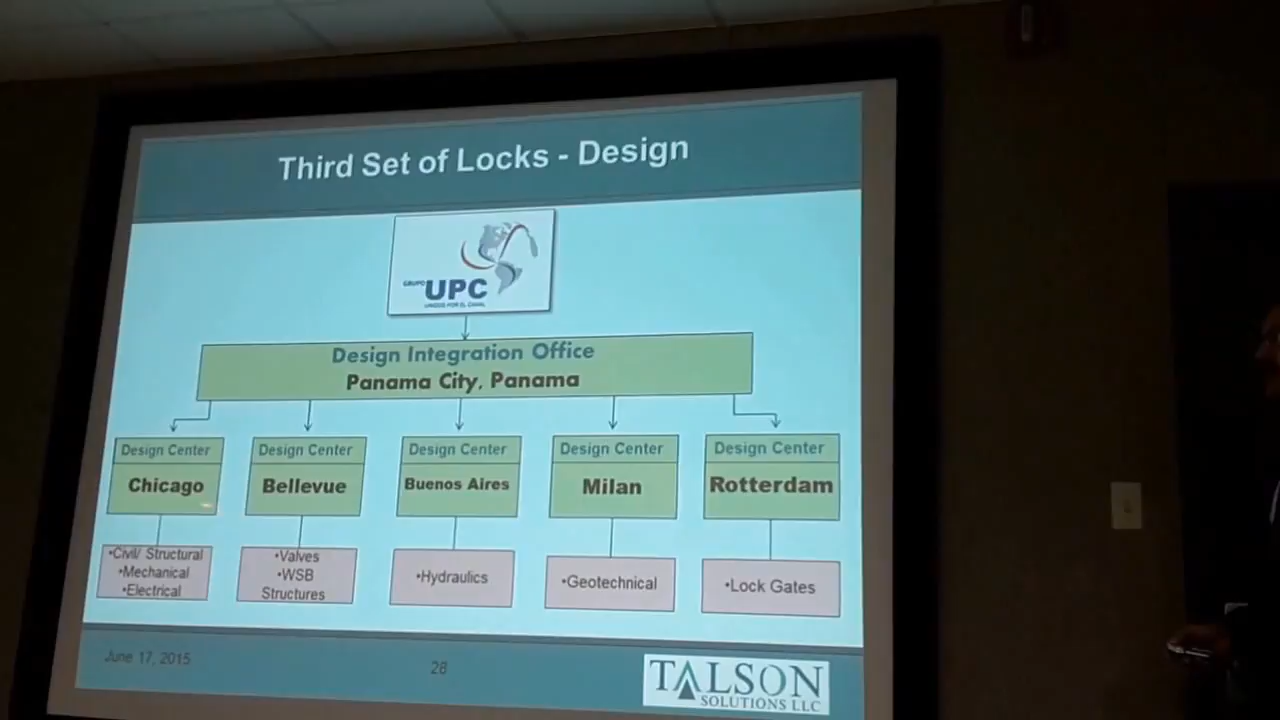 Third Set of Locks - Design
GRUPO UPC
UNIDOS POR EL CANAL
Design Integration Office
Panama City, Panama
Design Center
Chicago
•Civil/ Structural
•Mechanical
•Electrical
Design Center
Bellevue
•Valves
•WSB
Structures
Design Center
Buenos Aires
•Hydraulics
Design Center
Milan
•Geotechnical
Design Center
Rotterdam
•Lock Gates
June 17, 2015
28
TALSON
SOLUTIONS LLC